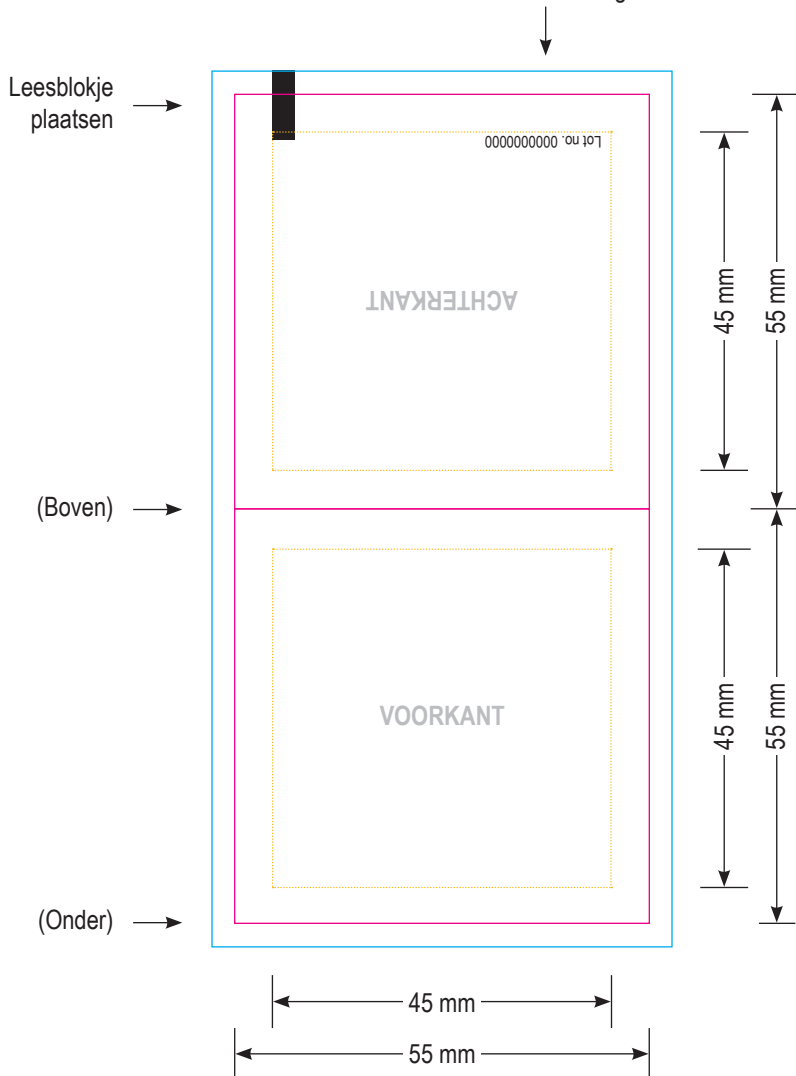 Leesblokje
plaatsen
Lot no. 00000000000
ACHTERKANT
45 mm
55 mm
(Boven)
VOORKANT
45 mm
55 mm
(Onder)
45 mm
55 mm